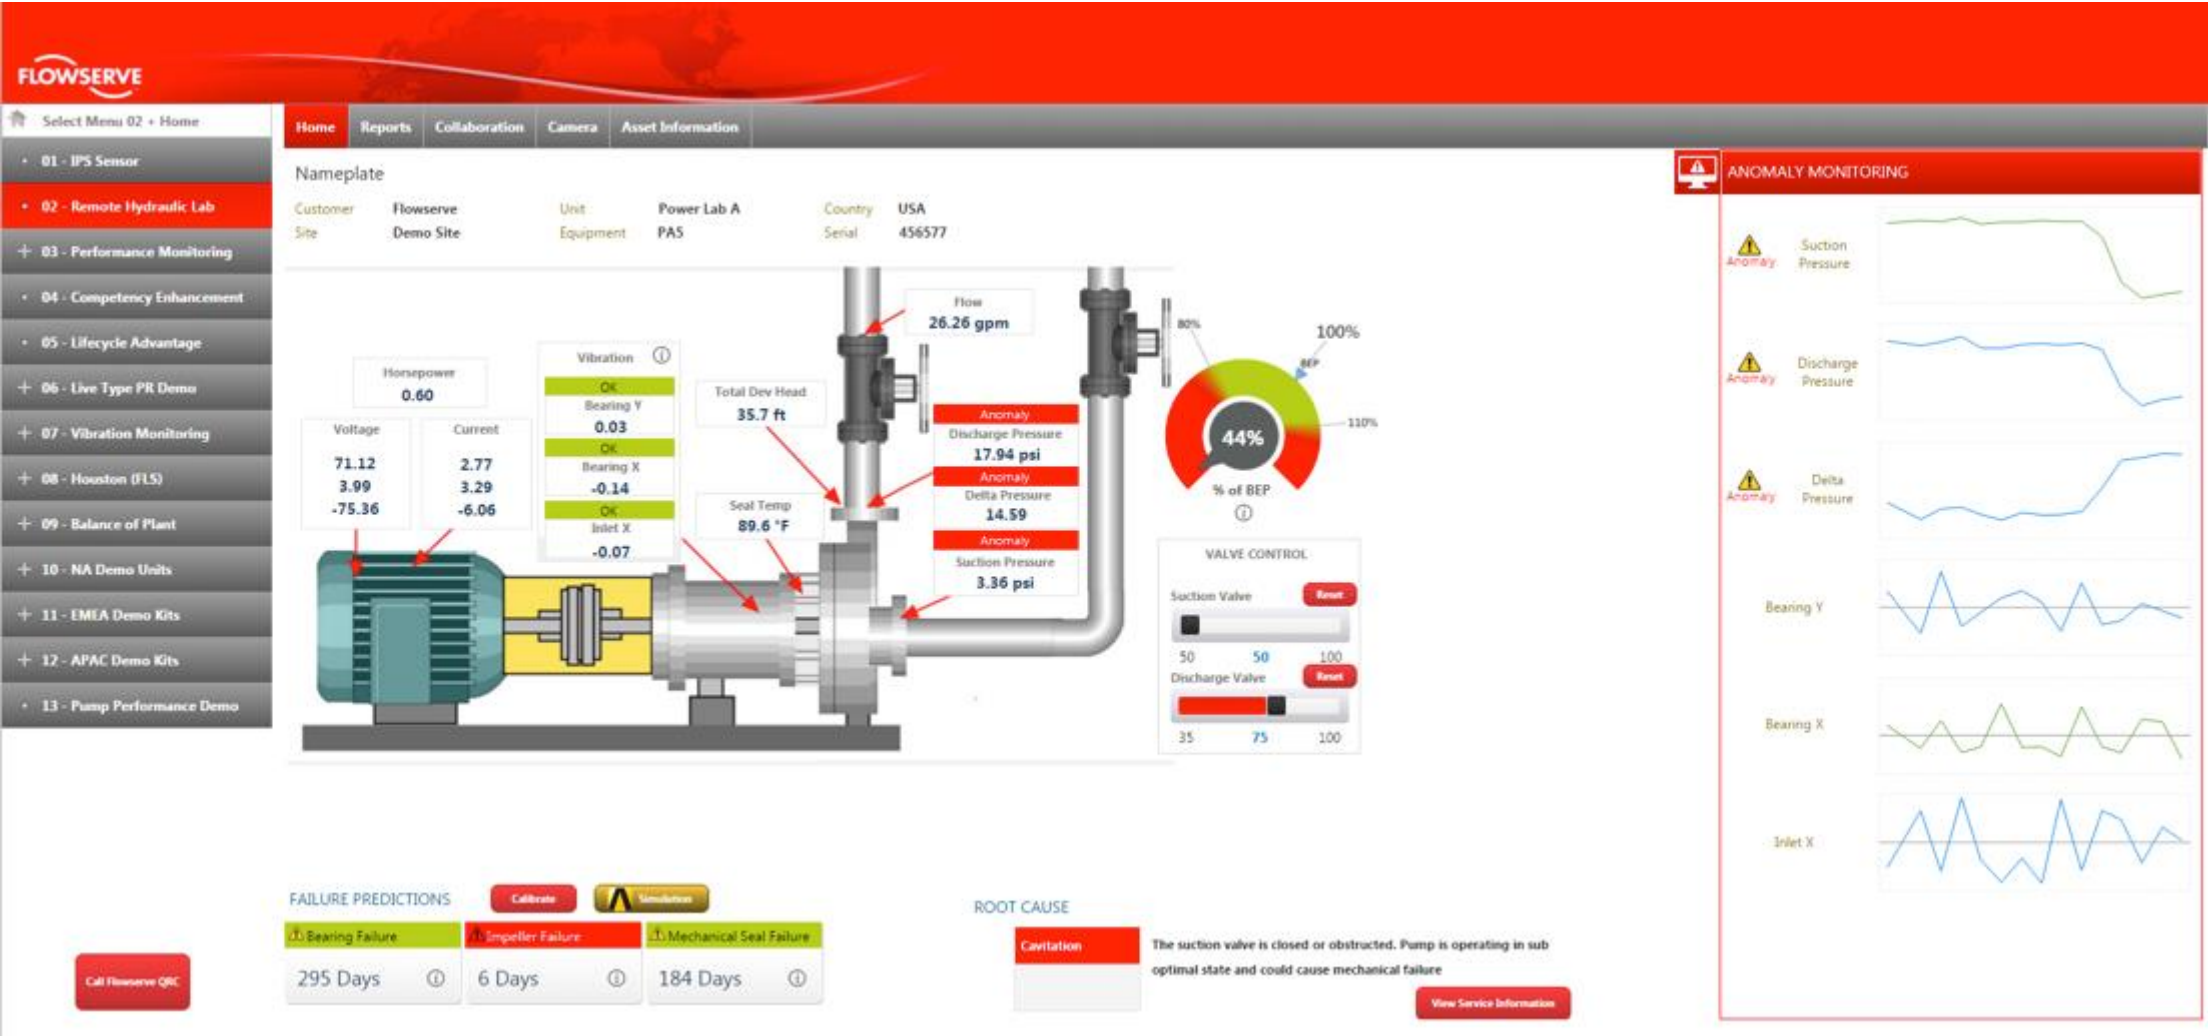 FLOWSERVE
Select Menu 02 + Home
01 - IPS Sensor
02 - Remote Hydraulic Lab
03 - Performance Monitoring
04 - Competency Enhancement
05 - Lifecycle Advantage
06 - Live Type PR Demo
07 - Vibration Monitoring
08 - Houston (FLS)
09 - Balance of Plant
10 - NA Demo Units
11 - EMEA Demo Kits
12 - APAC Demo Kits
13 - Pump Performance Demo
Call Flowserve QRC
Home Reports Collaboration Camera Asset Information
Nameplate
Customer Flowserve Unit Power Lab A Country USA
Site Demo Site Equipment PA5 Serial 456577
Flow
26.26 gpm
Horsepower
0.60
Voltage
71.12
3.99
-75.36
Current
2.77
3.29
-6.06
Vibration
OK
Bearing Y
0.03
OK
Bearing X
-0.14
OK
Inlet X
-0.07
Total Dev Head
35.7 ft
Seal Temp
89.6 °F
Anomaly
Discharge Pressure
17.94 psi
Anomaly
Delta Pressure
14.59
Anomaly
Suction Pressure
3.36 psi
80%
100%
BEP
110%
44%
% of BEP
VALVE CONTROL
Suction Valve Reset
50 50 100
Discharge Valve Reset
35 75 100
FAILURE PREDICTIONS Calibrate Simulation
Bearing Failure Impeller Failure Mechanical Seal Failure
295 Days 6 Days 184 Days
ROOT CAUSE
Cavitation
The suction valve is closed or obstructed. Pump is operating in sub
optimal state and could cause mechanical failure
View Service Information
ANOMALY MONITORING
Anomaly
Suction
Pressure
Anomaly
Discharge
Pressure
Anomaly
Delta
Pressure
Bearing Y
Bearing X
Inlet X